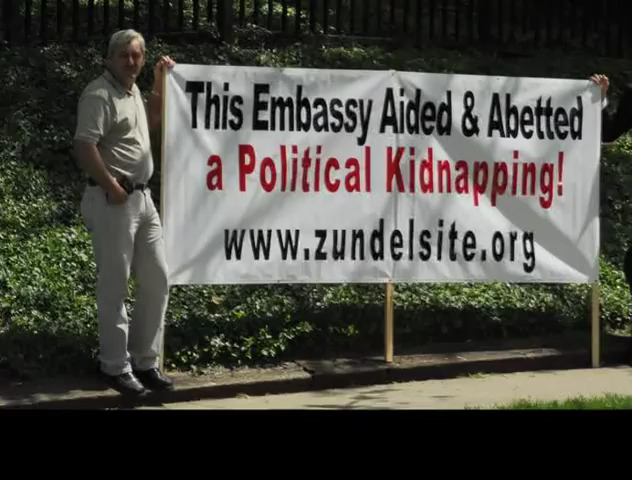 This Embassy Aided & Abetted
a Political Kidnapping!
www.zundelsite.org